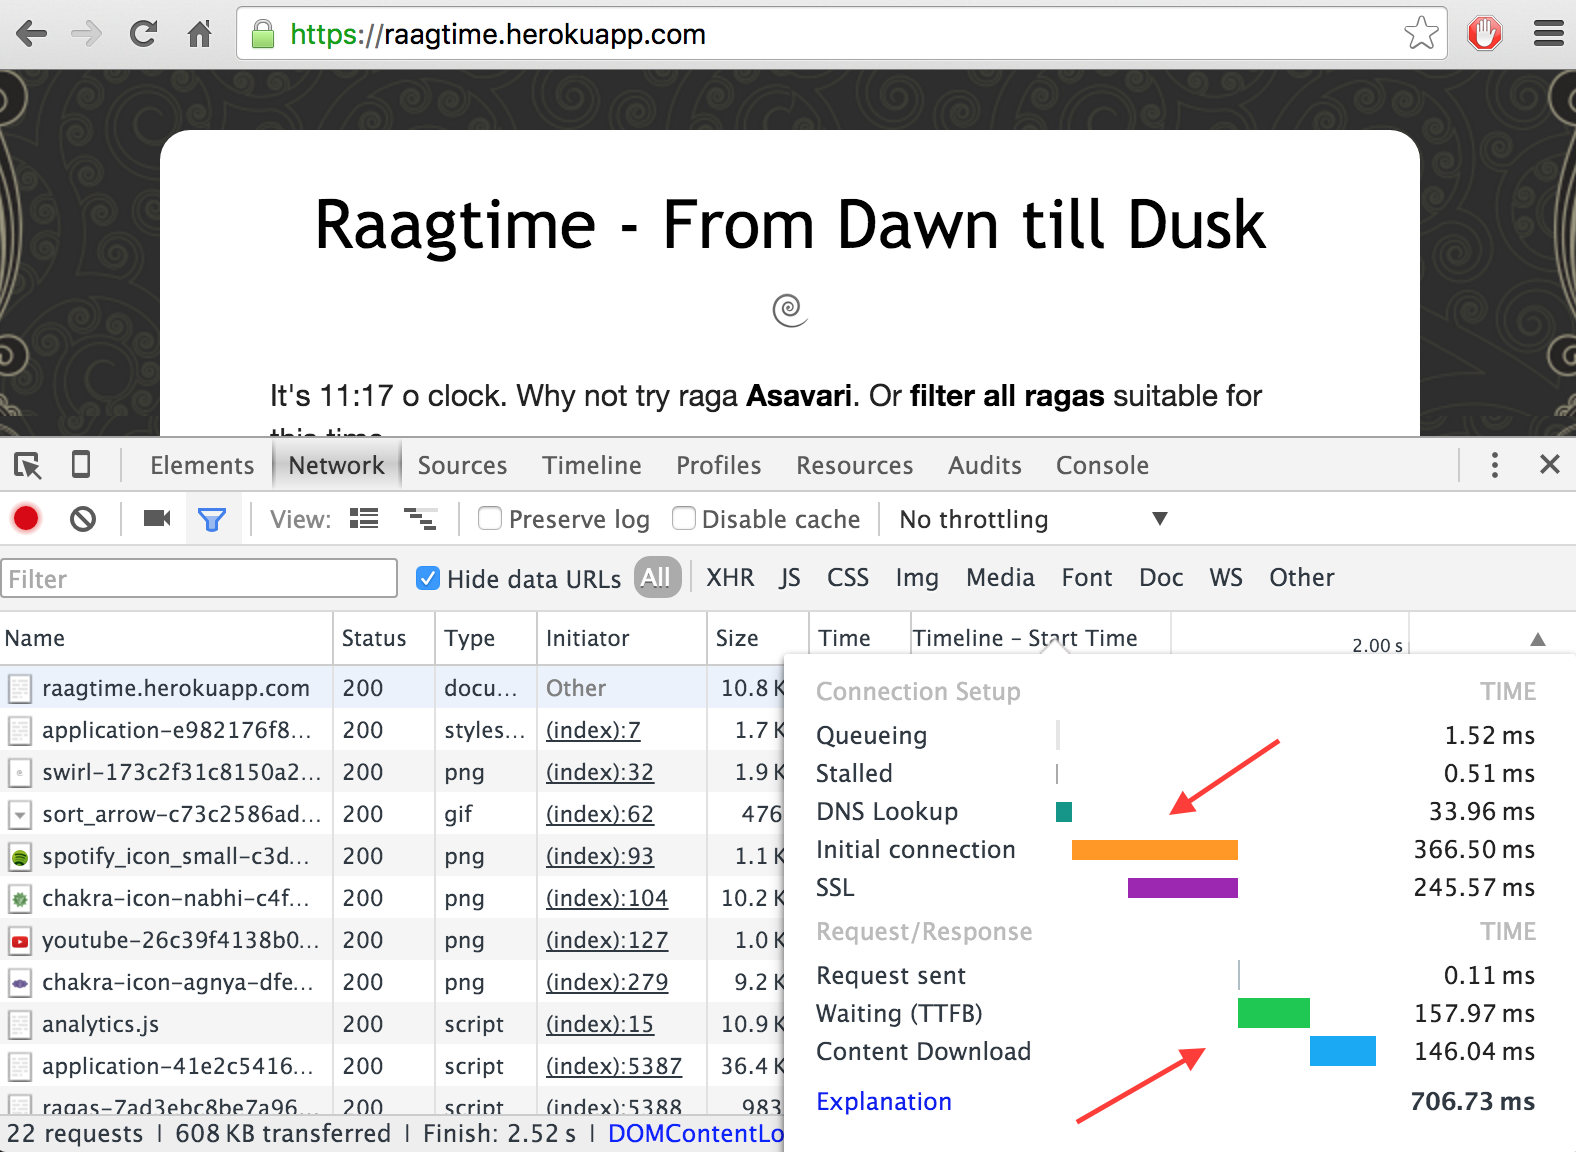 https://raagtime.herokuapp.com
Raagtime - From Dawn till Dusk
It's 11:17 o clock. Why not try raga Asavari. Or filter all ragas suitable for
this time
Elements Network Sources Timeline Profiles Resources Audits Console
View: Preserve log Disable cache No throttling
Filter Hide data URLs All XHR JS CSS Img Media Font Doc WS Other
Name Status Type Initiator Size Time Timeline – Start Time 2.00 s
raagtime.herokuapp.com 200 docu... Other 10.8 K
application-e982176f8... 200 styles... (index):7 1.7 K
swirl-173c2f31c8150a2... 200 png (index):32 1.9 K
sort_arrow-c73c2586ad... 200 gif (index):62 476
spotify_icon_small-c3d... 200 png (index):93 1.1 K
chakra-icon-nabhi-c4f... 200 png (index):104 10.2 K
youtube-26c39f4138b0... 200 png (index):127 1.0 K
chakra-icon-agnya-dfe... 200 png (index):279 9.2 K
analytics.js 200 script (index):15 10.9 K
application-41e2c5416... 200 script (index):5387 36.4 K
ragas-7ad3ebc8be7a96... 200 script (index):5388 983
22 requests | 608 KB transferred | Finish: 2.52 s | DOMContentLo
Connection Setup TIME
Queueing 1.52 ms
Stalled 0.51 ms
DNS Lookup 33.96 ms
Initial connection 366.50 ms
SSL 245.57 ms
Request/Response TIME
Request sent 0.11 ms
Waiting (TTFB) 157.97 ms
Content Download 146.04 ms
Explanation 706.73 ms